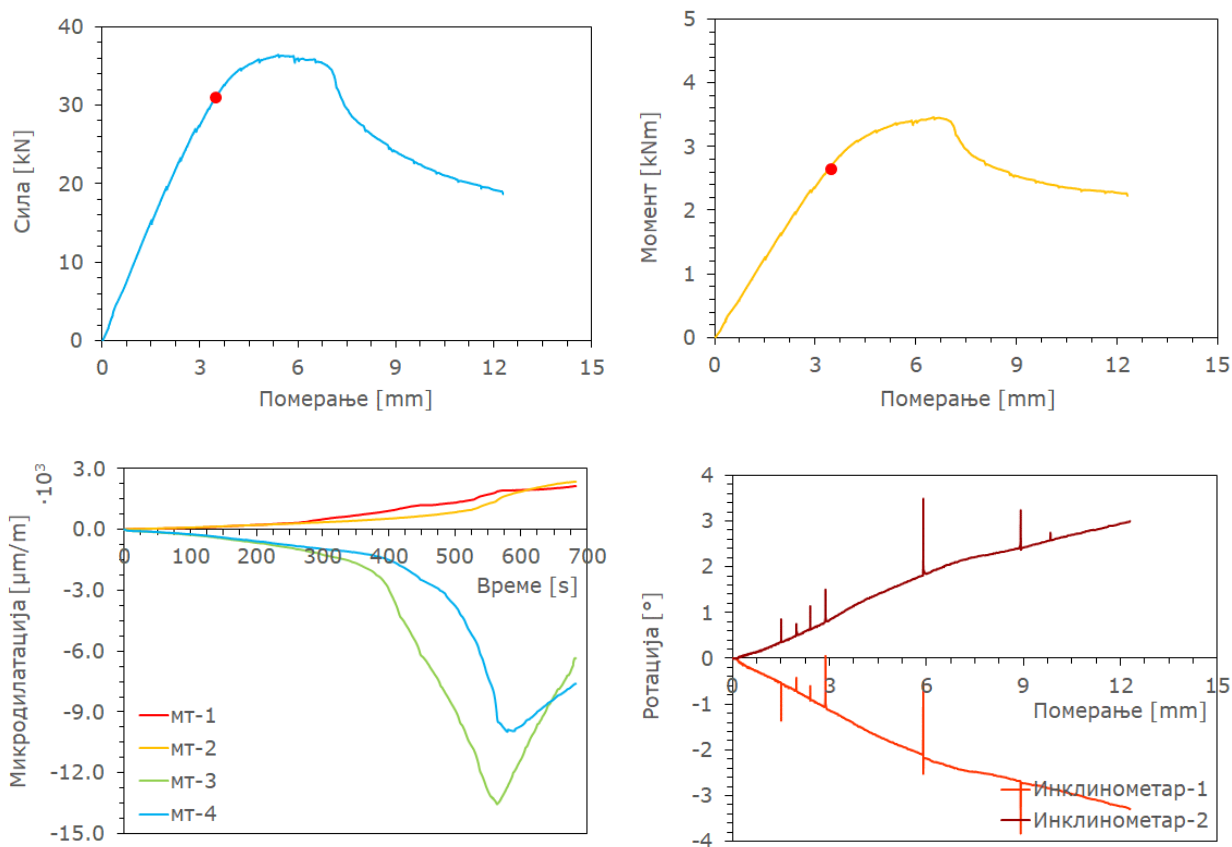 40
30
20
10
0
Сила [kN]
0 3 6 9 12 15
Померање [mm]
5
4
3
2
1
0
Момент [kNm]
0 3 6 9 12 15
Померање [mm]
·10³
3.0
0.0
-3.0
-6.0
-9.0
-12.0
-15.0
Микродилатација [µm/m]
0 100 200 300 400 500 600 700
Време [s]
мт-1
мт-2
мт-3
мт-4
4
3
2
1
0
-1
-2
-3
-4
Ротација [°]
0 3 6 9 12 15
Померање [mm]
Инклинометар-1
Инклинометар-2